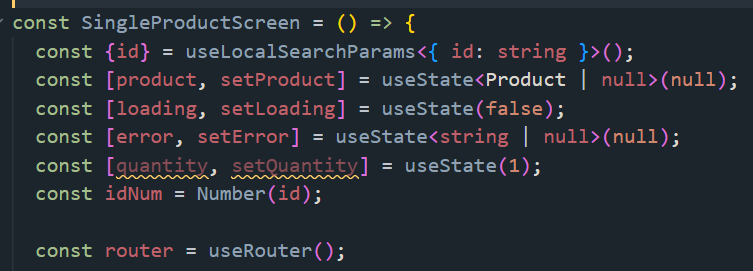 const SingleProductScreen = () => {
const {id} = useLocalSearchParams<{ id: string }>();
const [product, setProduct] = useState<Product | null>(null);
const [loading, setLoading] = useState(false);
const [error, setError] = useState<string | null>(null);
const [quantity, setQuantity] = useState(1);
const idNum = Number(id);
const router = useRouter();